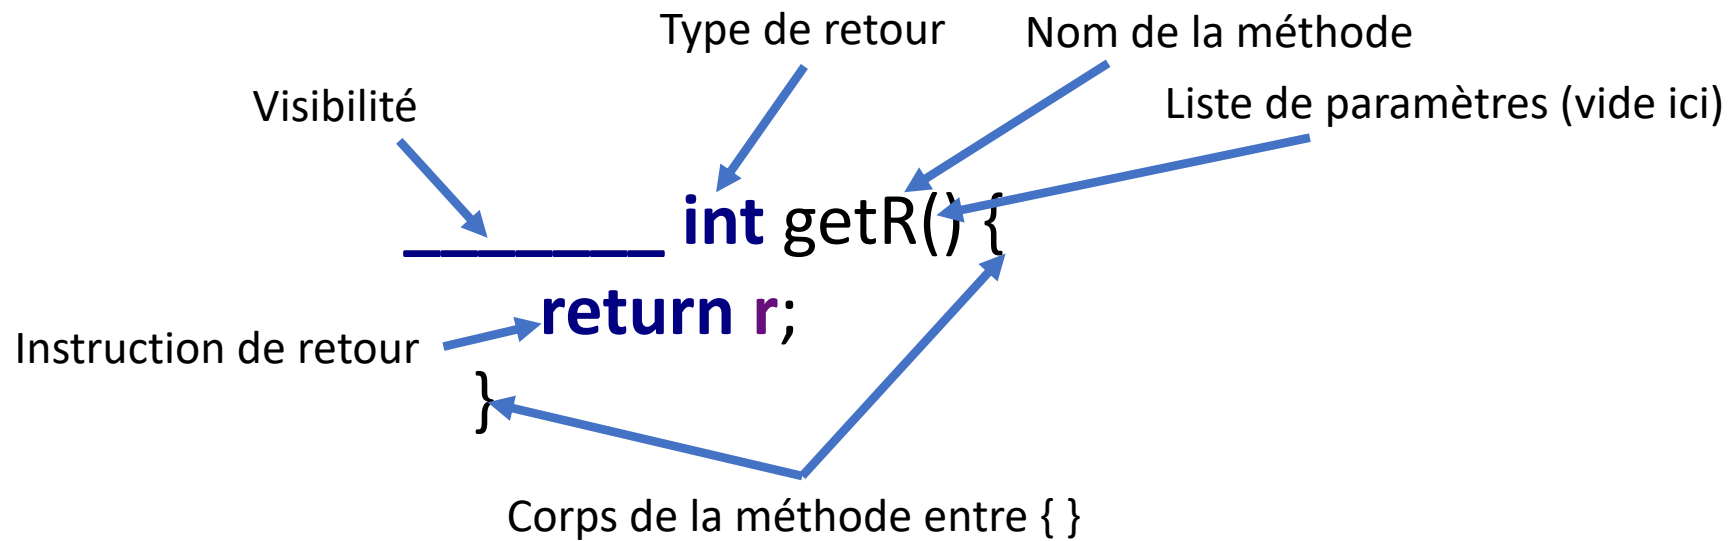 Type de retour
Nom de la méthode
Visibilité
Liste de paramètres (vide ici)
_______ int getR() {
return r;
Instruction de retour
}
Corps de la méthode entre { }